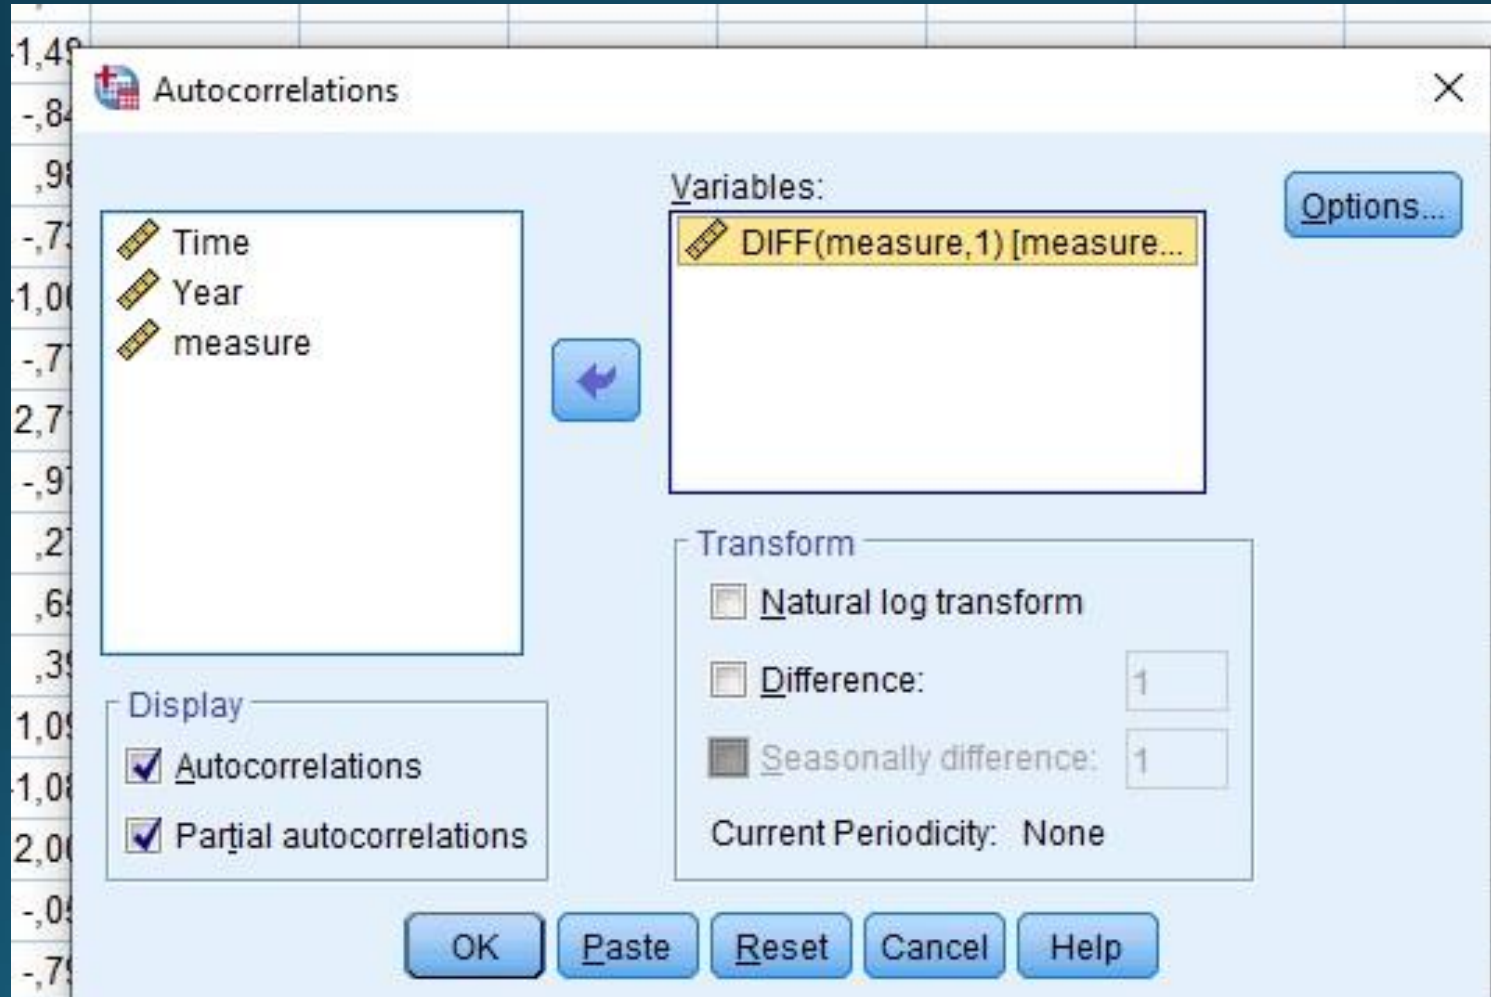 Autocorrelations
Variables:
Options...
Time
Year
measure
DIFF(measure,1) [measure...
Transform
Natural log transform
Difference: 1
Seasonally difference: 1
Current Periodicity: None
Display
Autocorrelations
Partial autocorrelations
OK Paste Reset Cancel Help